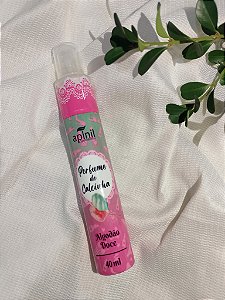 apinil
Perfume
de
Calcinha
Algodão
Doce
40ml